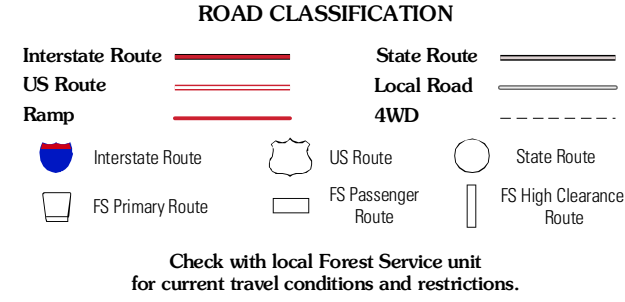 ROAD CLASSIFICATION
Interstate Route
State Route
US Route
Local Road
Ramp
4WD
Interstate Route
US Route
State Route
FS Primary Route
FS Passenger
Route
FS High Clearance
Route
Check with local Forest Service unit
for current travel conditions and restrictions.